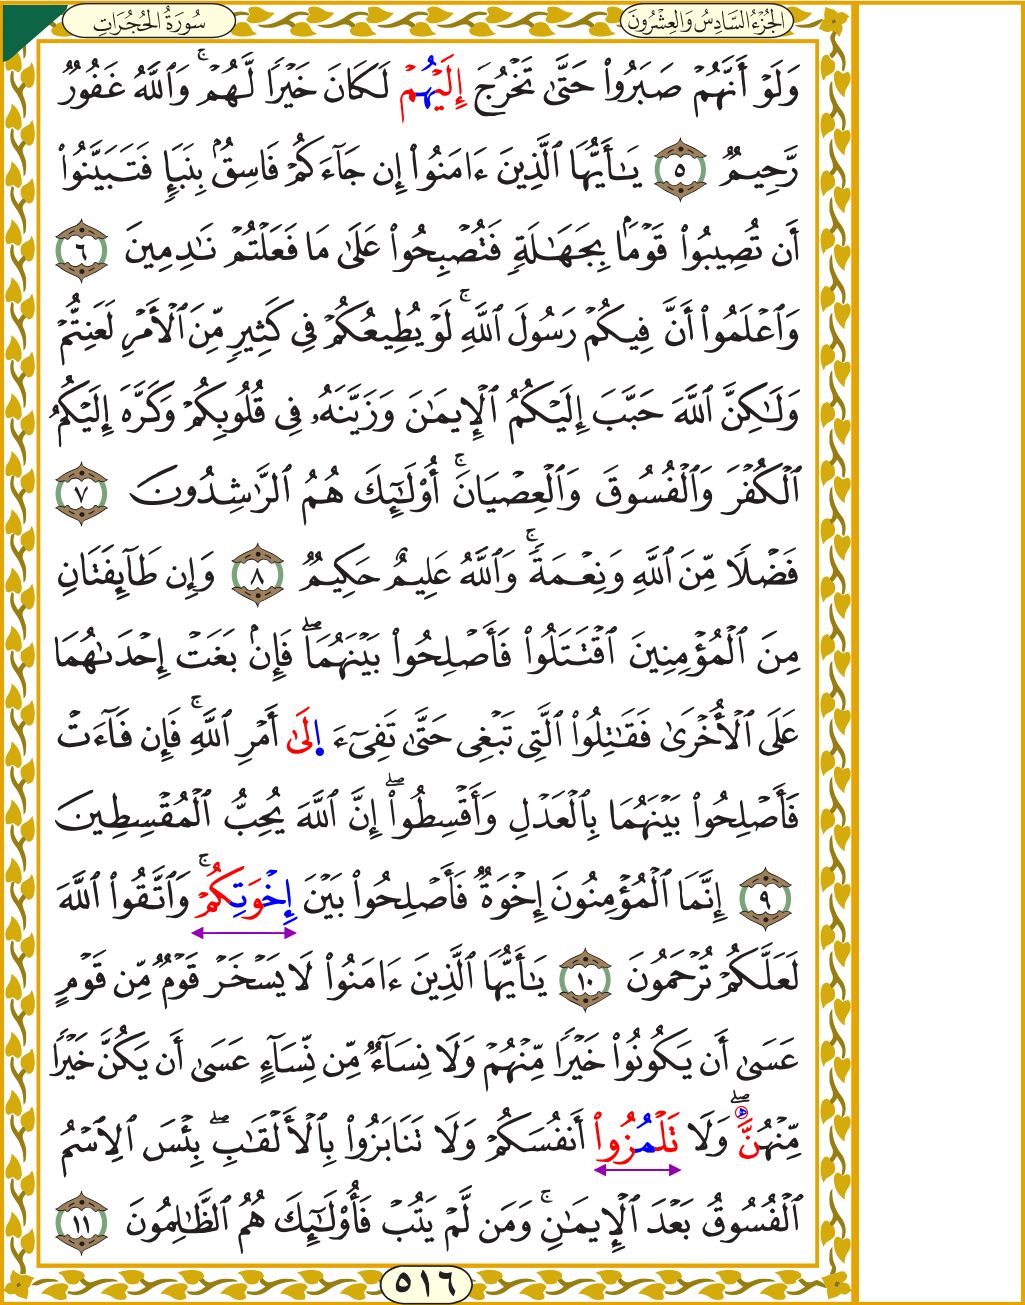 الجُزْءُ السَّادِسُ وَالعِشْرُونَ
سُورَةُ الحُجُرَاتِ
وَلَوْ أَنَّهُمْ صَبَرُواْ حَتَّىٰ تَخْرُجَ إِلَيْهُمْ لَكَانَ خَيْرًا لَّهُمْۚ وَٱللَّهُ غَفُورٌ
رَّحِيمٌ ٥ يَٰٓأَيُّهَا ٱلَّذِينَ ءَامَنُوٓاْ إِن جَآءَكُمْ فَاسِقُۢ بِنَبَإٖ فَتَبَيَّنُوٓاْ
أَن تُصِيبُواْ قَوْمَۢا بِجَهَٰلَةٖ فَتُصْبِحُواْ عَلَىٰ مَا فَعَلْتُمْ نَٰدِمِينَ ٦
وَٱعْلَمُوٓاْ أَنَّ فِيكُمْ رَسُولَ ٱللَّهِۚ لَوْ يُطِيعُكُمْ فِي كَثِيرٖ مِّنَ ٱلْأَمْرِ لَعَنِتُّمْ
وَلَٰكِنَّ ٱللَّهَ حَبَّبَ إِلَيْكُمُ ٱلْإِيمَٰنَ وَزَيَّنَهُۥ فِي قُلُوبِكُمْ وَكَرَّهَ إِلَيْكُمُ
ٱلْكُفْرَ وَٱلْفُسُوقَ وَٱلْعِصْيَانَۚ أُوْلَٰٓئِكَ هُمُ ٱلرَّٰشِدُونَ ٧
فَضْلًا مِّنَ ٱللَّهِ وَنِعْمَةًۚ وَٱللَّهُ عَلِيمٌ حَكِيمٌ ٨ وَإِن طَآئِفَتَانِ
مِنَ ٱلْمُؤْمِنِينَ ٱقْتَتَلُواْ فَأَصْلِحُواْ بَيْنَهُمَاۖ فَإِنۢ بَغَتْ إِحْدَىٰهُمَا
عَلَى ٱلْأُخْرَىٰ فَقَٰتِلُواْ ٱلَّتِي تَبْغِي حَتَّىٰ تَفِيٓءَ اِ۪لَىٰٓ أَمْرِ ٱللَّهِۚ فَإِن فَآءَتْ
فَأَصْلِحُواْ بَيْنَهُمَا بِٱلْعَدْلِ وَأَقْسِطُوٓاْۖ إِنَّ ٱللَّهَ يُحِبُّ ٱلْمُقْسِطِينَ
٩ إِنَّمَا ٱلْمُؤْمِنُونَ إِخْوَةٌ فَأَصْلِحُواْ بَيْنَ إِخْوَتِكُمْۚ وَٱتَّقُواْ ٱللَّهَ
لَعَلَّكُمْ تُرْحَمُونَ ١٠ يَٰٓأَيُّهَا ٱلَّذِينَ ءَامَنُواْ لَا يَسْخَرْ قَوْمٌ مِّن قَوْمٍ
عَسَىٰٓ أَن يَكُونُواْ خَيْرًا مِّنْهُمْ وَلَا نِسَآءٌ مِّن نِّسَآءٍ عَسَىٰٓ أَن يَكُنَّ خَيْرًا
مِّنْهُنَّۖ وَلَا تَلْمُزُوٓاْ أَنفُسَكُمْ وَلَا تَنَابَزُواْ بِٱلْأَلْقَٰبِۖ بِئْسَ ٱلِاسْمُ
ٱلْفُسُوقُ بَعْدَ ٱلْإِيمَٰنِۚ وَمَن لَّمْ يَتُبْ فَأُوْلَٰٓئِكَ هُمُ ٱلظَّٰلِمُونَ ١١
٥١٦